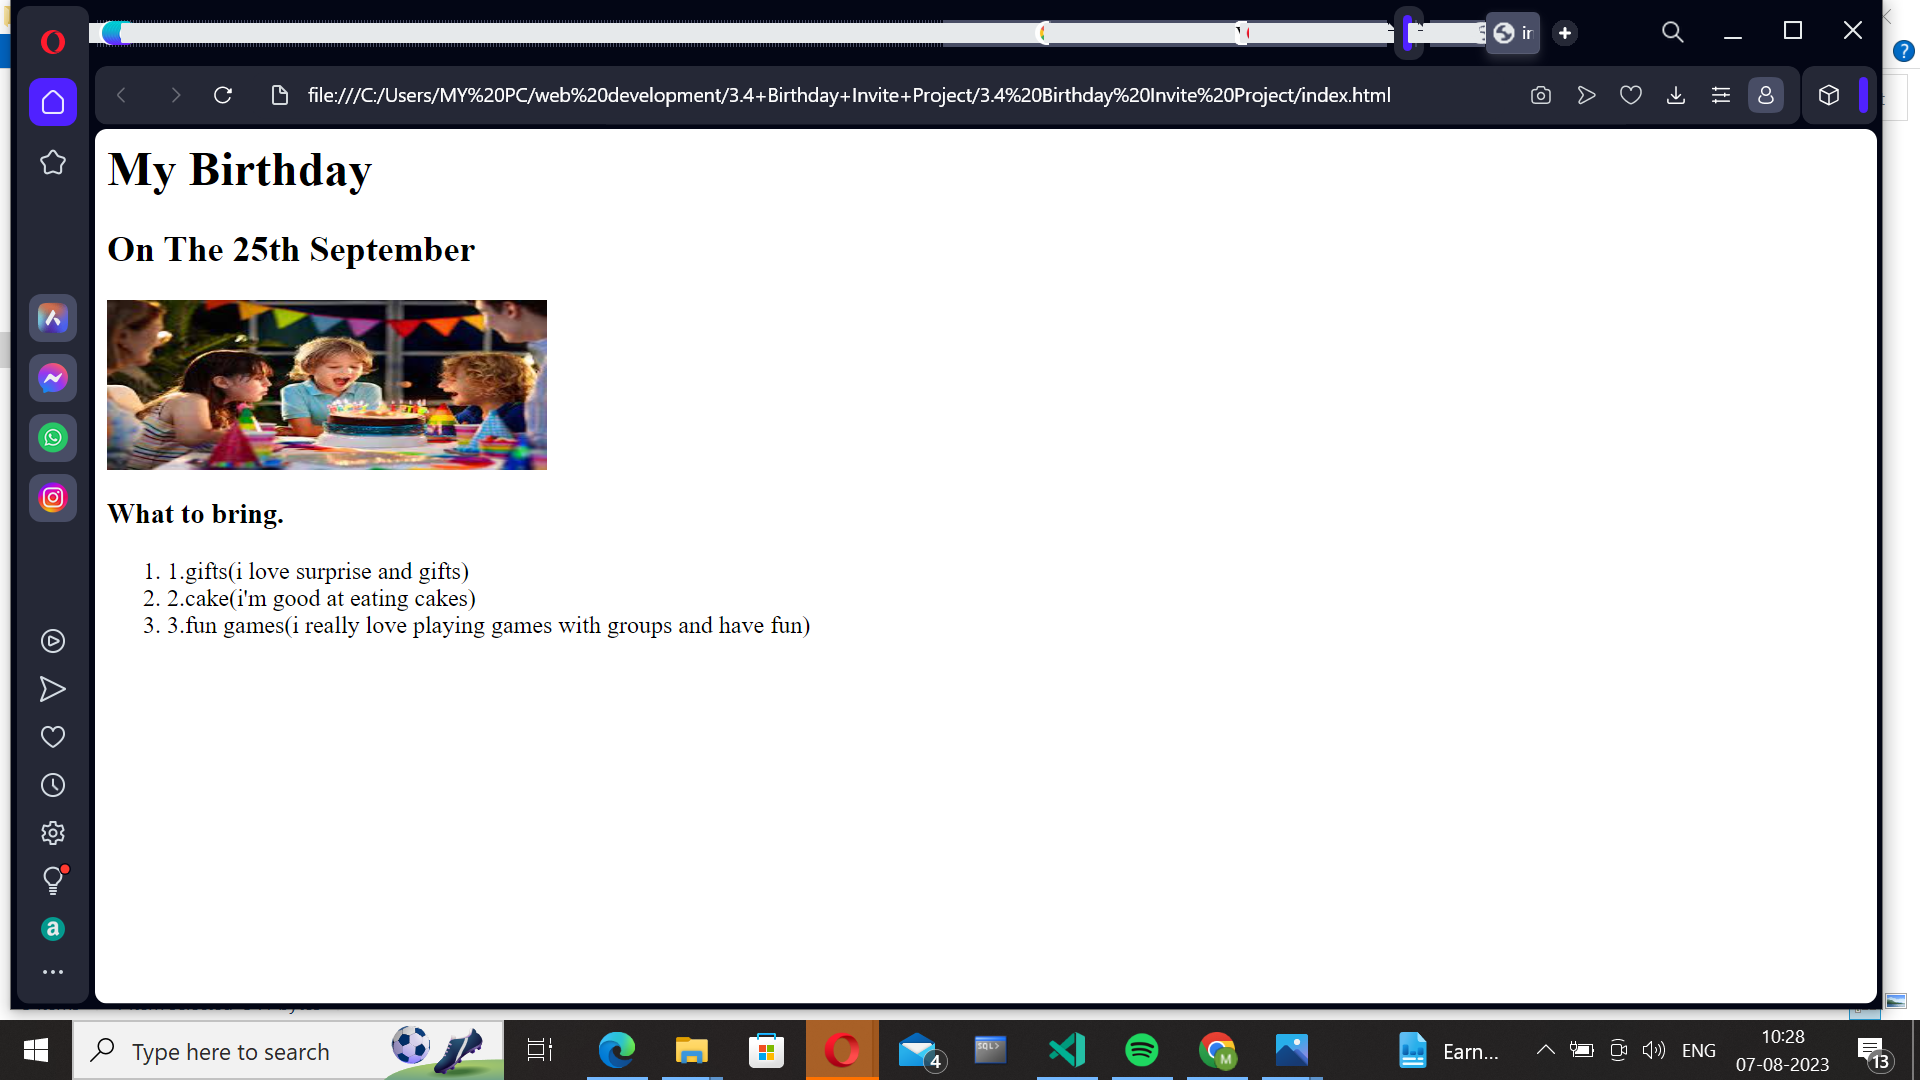 ir
file:///C:/Users/MY%20PC/web%20development/3.4+Birthday+Invite+Project/3.4%20Birthday%20Invite%20Project/index.html
My Birthday
On The 25th September
What to bring.
1. 1.gifts(i love surprise and gifts)
2. 2.cake(i'm good at eating cakes)
3. 3.fun games(i really love playing games with groups and have fun)
Type here to search
4
SQL>
M
Earn...
ENG
10:28
07-08-2023
13